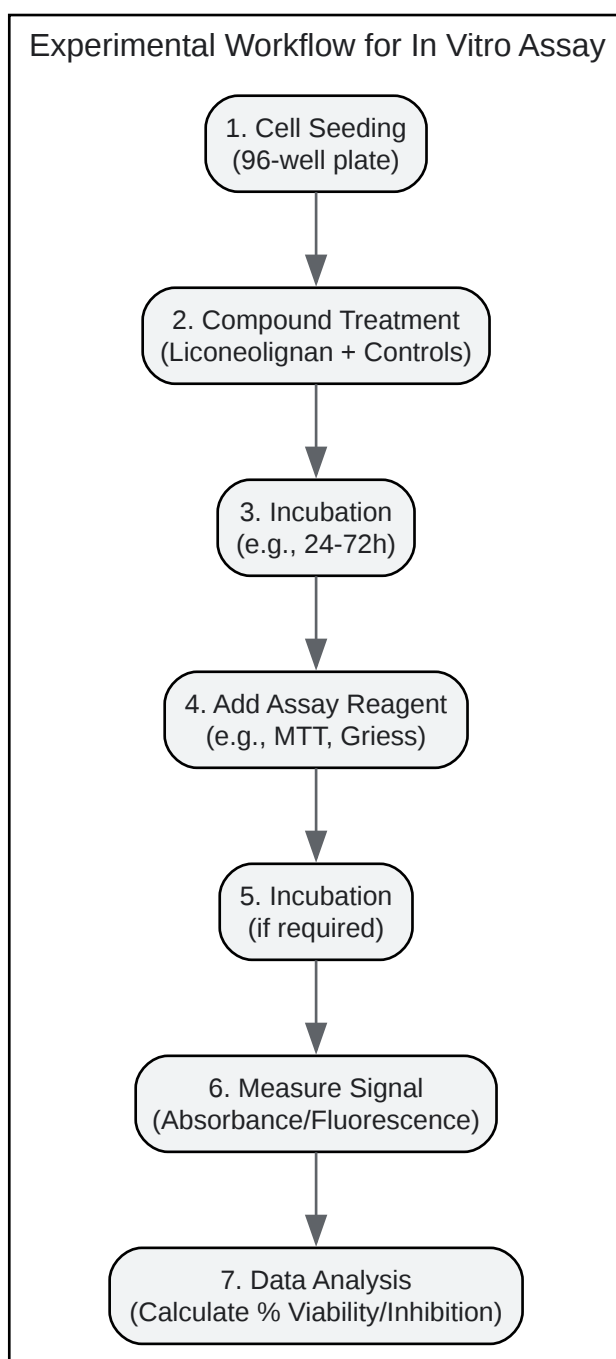 Experimental Workflow for In Vitro Assay
1. Cell Seeding
(96-well plate)
2. Compound Treatment
(Liconeolignan + Controls)
3. Incubation
(e.g., 24-72h)
4. Add Assay Reagent
(e.g., MTT, Griess)
5. Incubation
(if required)
6. Measure Signal
(Absorbance/Fluorescence)
7. Data Analysis
(Calculate % Viability/Inhibition)